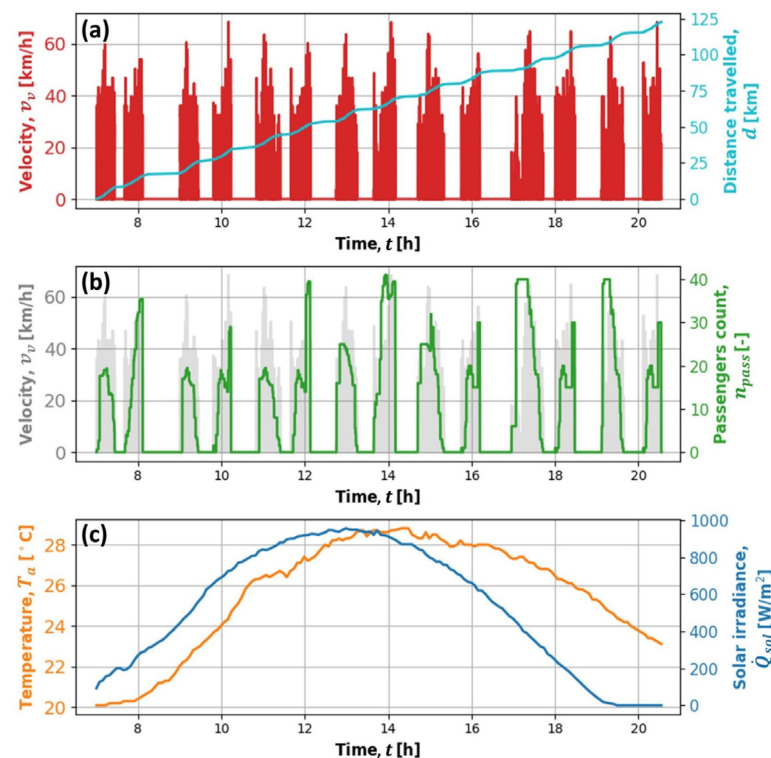 (a)
Velocity, v_v [km/h]
60
40
20
0
125
100
75
50
25
0
Distance travelled,
d [km]
8 10 12 14 16 18 20
Time, t [h]
(b)
Velocity, v_v [km/h]
60
40
20
0
40
30
20
10
0
Passengers count,
n_pass [-]
8 10 12 14 16 18 20
Time, t [h]
(c)
Temperature, T_a [°C]
28
26
24
22
20
1000
800
600
400
200
0
Solar irradiance,
Q̇_sol [W/m²]
8 10 12 14 16 18 20
Time, t [h]